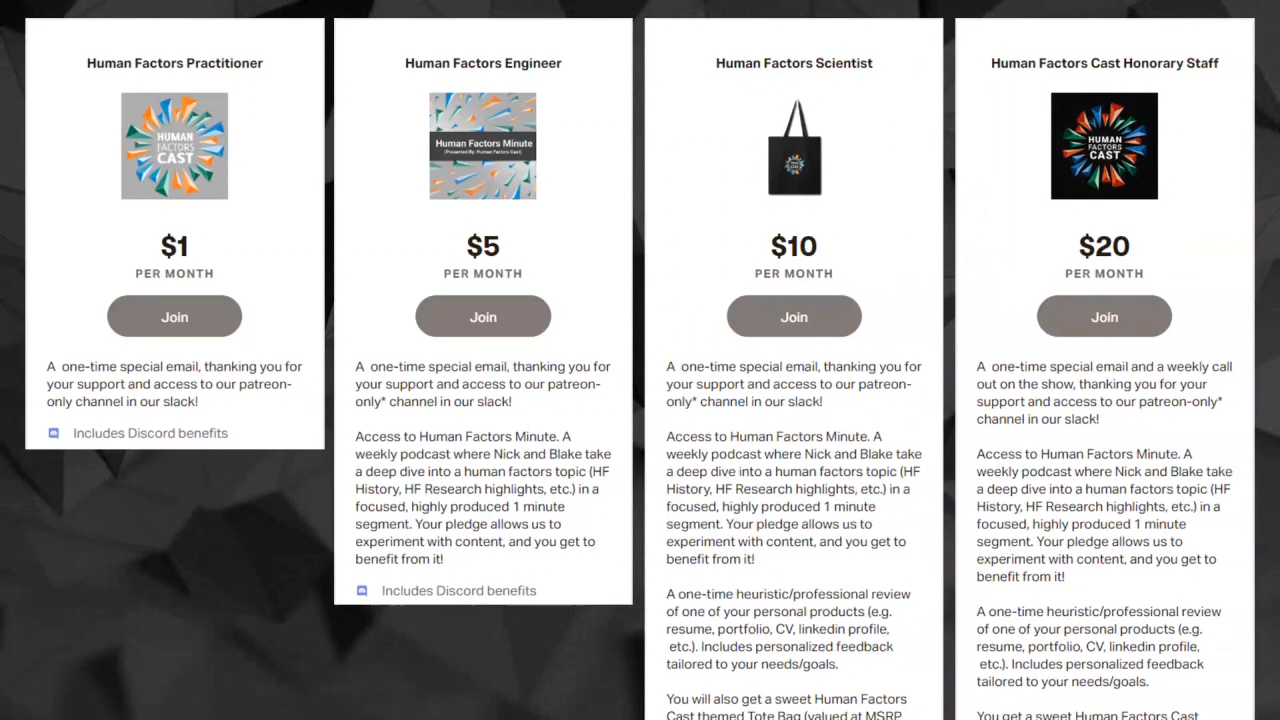 Human Factors Practitioner
HUMAN
FACTORS
CAST
$1
PER MONTH
Join
A one-time special email, thanking you for
your support and access to our patreon-
only channel in our slack!
Includes Discord benefits
Human Factors Engineer
Human Factors Minute
(Presented By: Human Factors Cast)
$5
PER MONTH
Join
A one-time special email, thanking you for
your support and access to our patreon-
only* channel in our slack!
Access to Human Factors Minute. A
weekly podcast where Nick and Blake take
a deep dive into a human factors topic (HF
History, HF Research highlights, etc.) in a
focused, highly produced 1 minute
segment. Your pledge allows us to
experiment with content, and you get to
benefit from it!
Includes Discord benefits
Human Factors Scientist
$10
PER MONTH
Join
A one-time special email, thanking you for
your support and access to our patreon-
only* channel in our slack!
Access to Human Factors Minute. A
weekly podcast where Nick and Blake take
a deep dive into a human factors topic (HF
History, HF Research highlights, etc.) in a
focused, highly produced 1 minute
segment. Your pledge allows us to
experiment with content, and you get to
benefit from it!
A one-time heuristic/professional review
of one of your personal products (e.g.
resume, portfolio, CV, linkedin profile,
etc.). Includes personalized feedback
tailored to your needs/goals.
You will also get a sweet Human Factors
Cast themed Tote Bag (valued at MSRP
Human Factors Cast Honorary Staff
HUMAN
FACTORS
CAST
$20
PER MONTH
Join
A one-time special email and a weekly call
out on the show, thanking you for your
support and access to our patreon-only*
channel in our slack!
Access to Human Factors Minute. A
weekly podcast where Nick and Blake take
a deep dive into a human factors topic (HF
History, HF Research highlights, etc.) in a
focused, highly produced 1 minute
segment. Your pledge allows us to
experiment with content, and you get to
benefit from it!
A one-time heuristic/professional review
of one of your personal products (e.g.
resume, portfolio, CV, linkedin profile,
etc.). Includes personalized feedback
tailored to your needs/goals.
You get a sweet Human Factors Cast